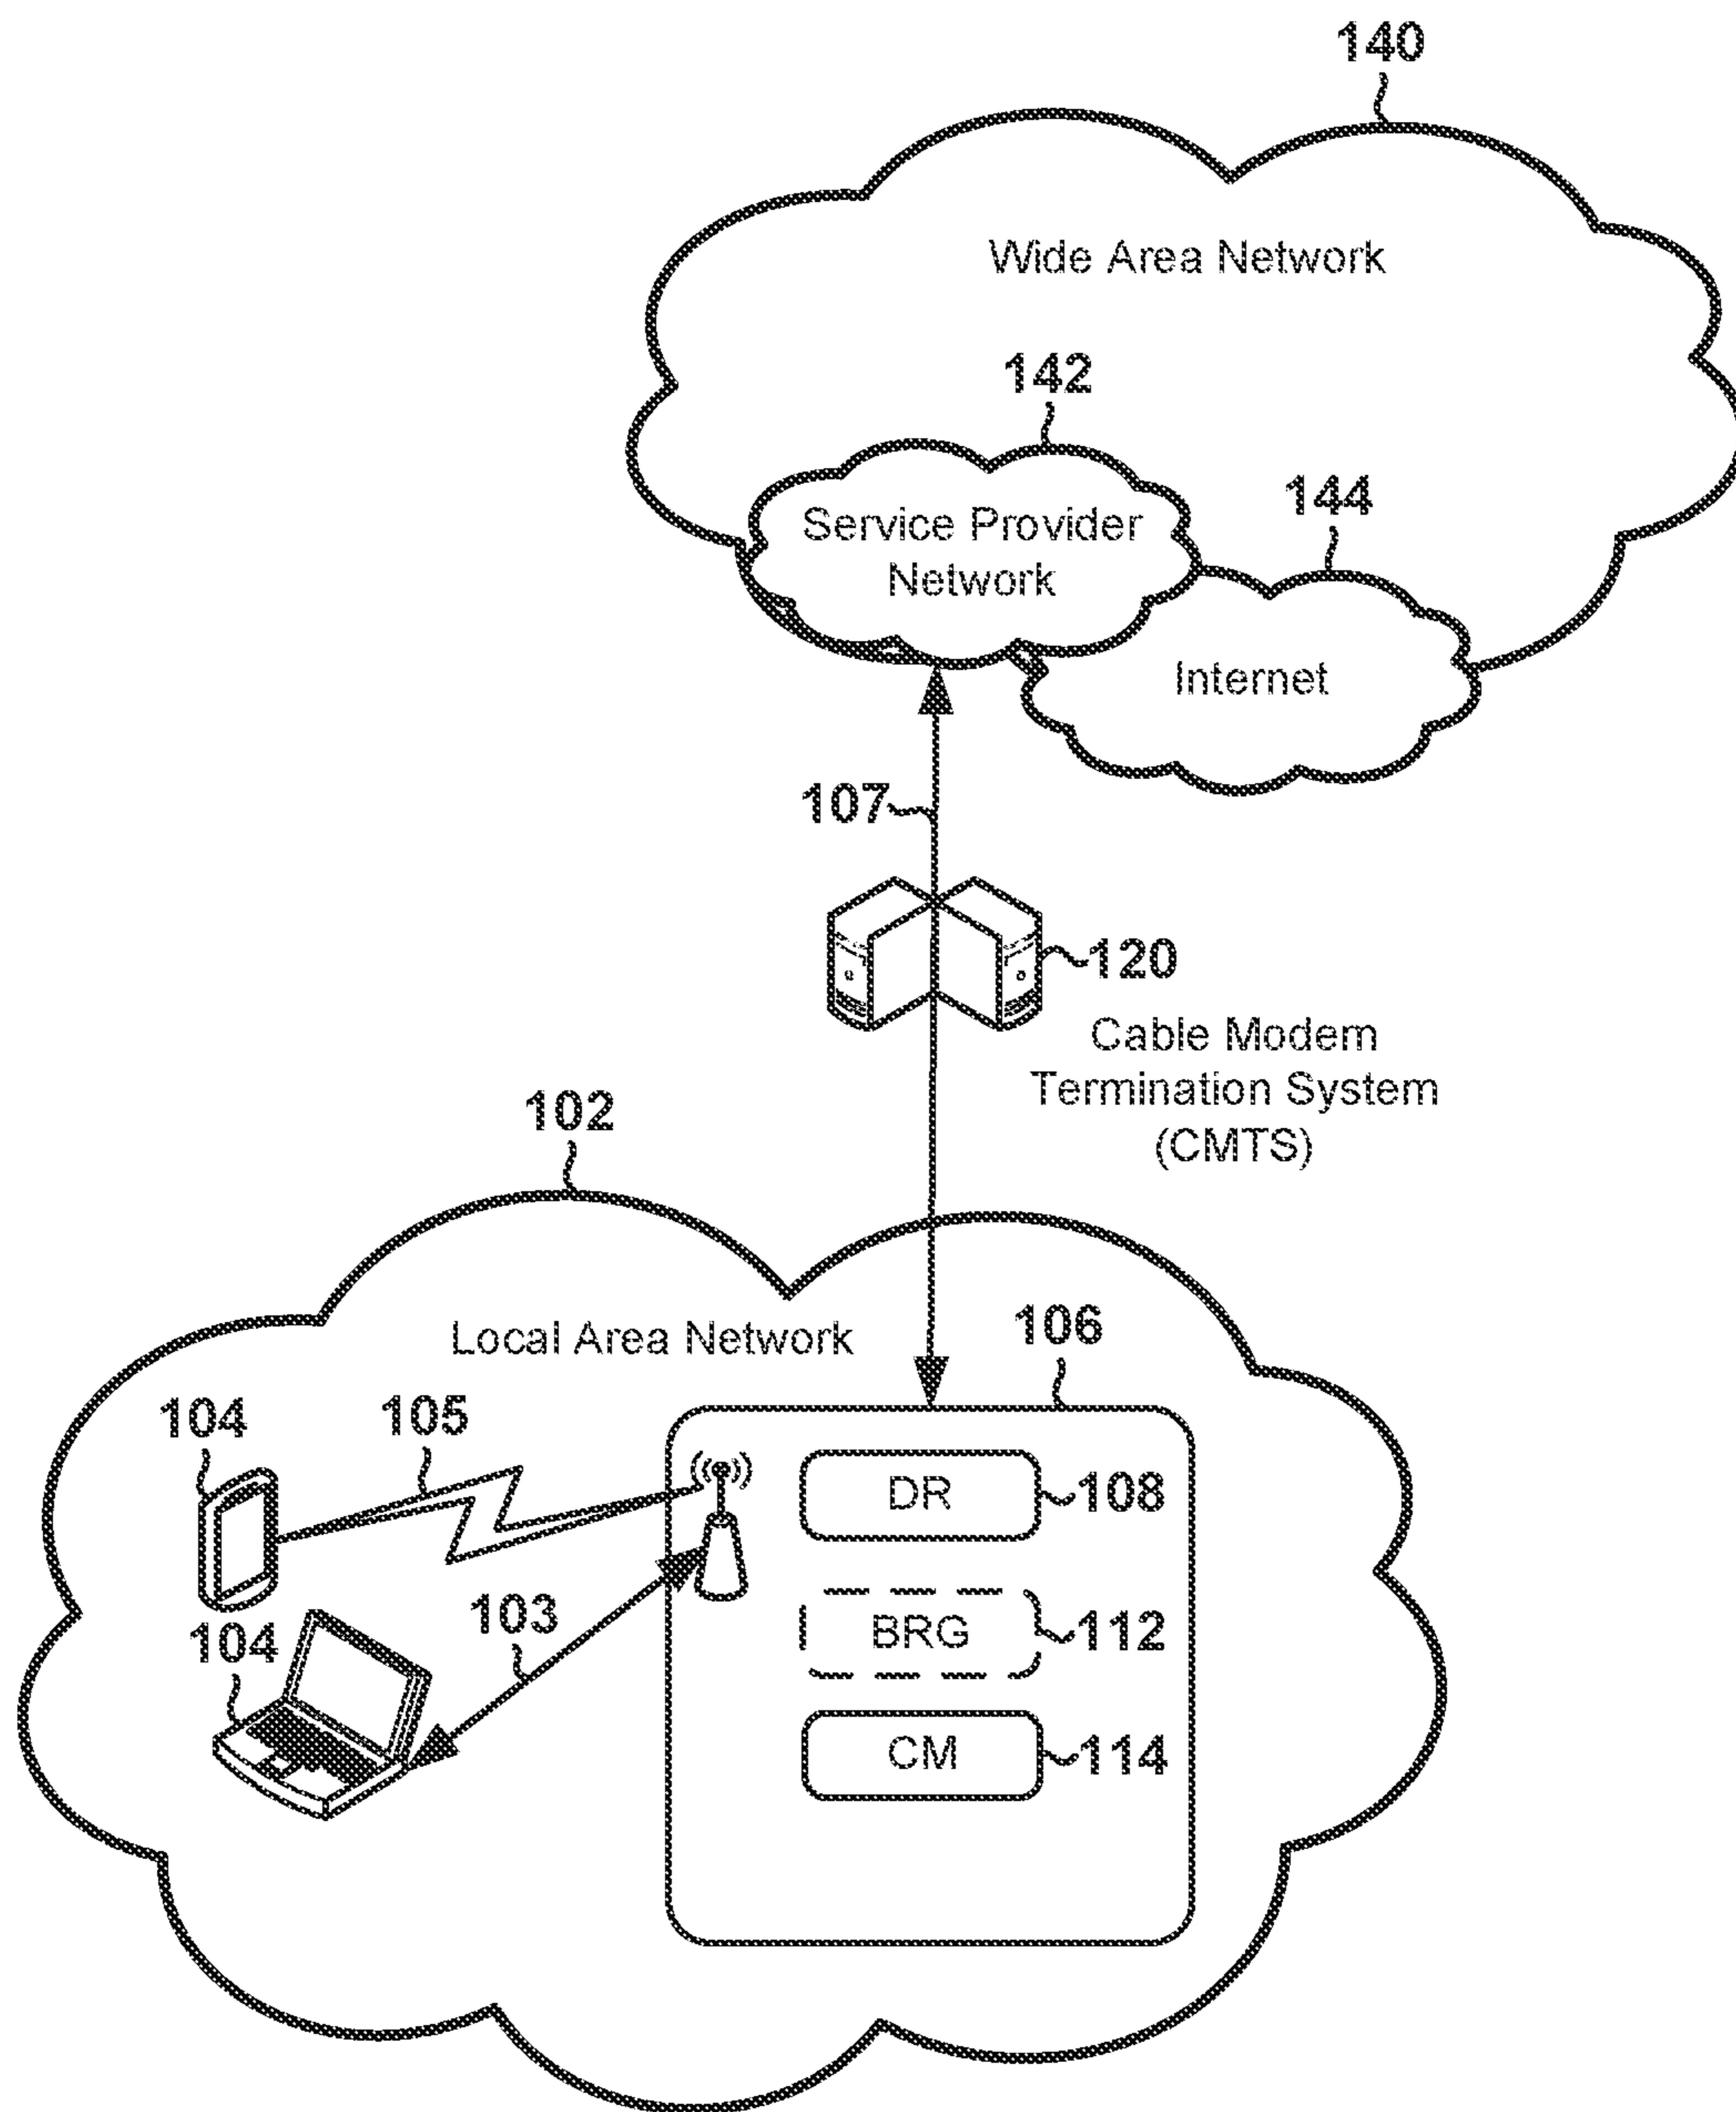 140
Wide Area Network
142
144
Service Provider
Network
Internet
107
120
Cable Modem
Termination System
(CMTS)
102
Local Area Network
106
104
105
DR
108
103
BRG
112
104
CM
114